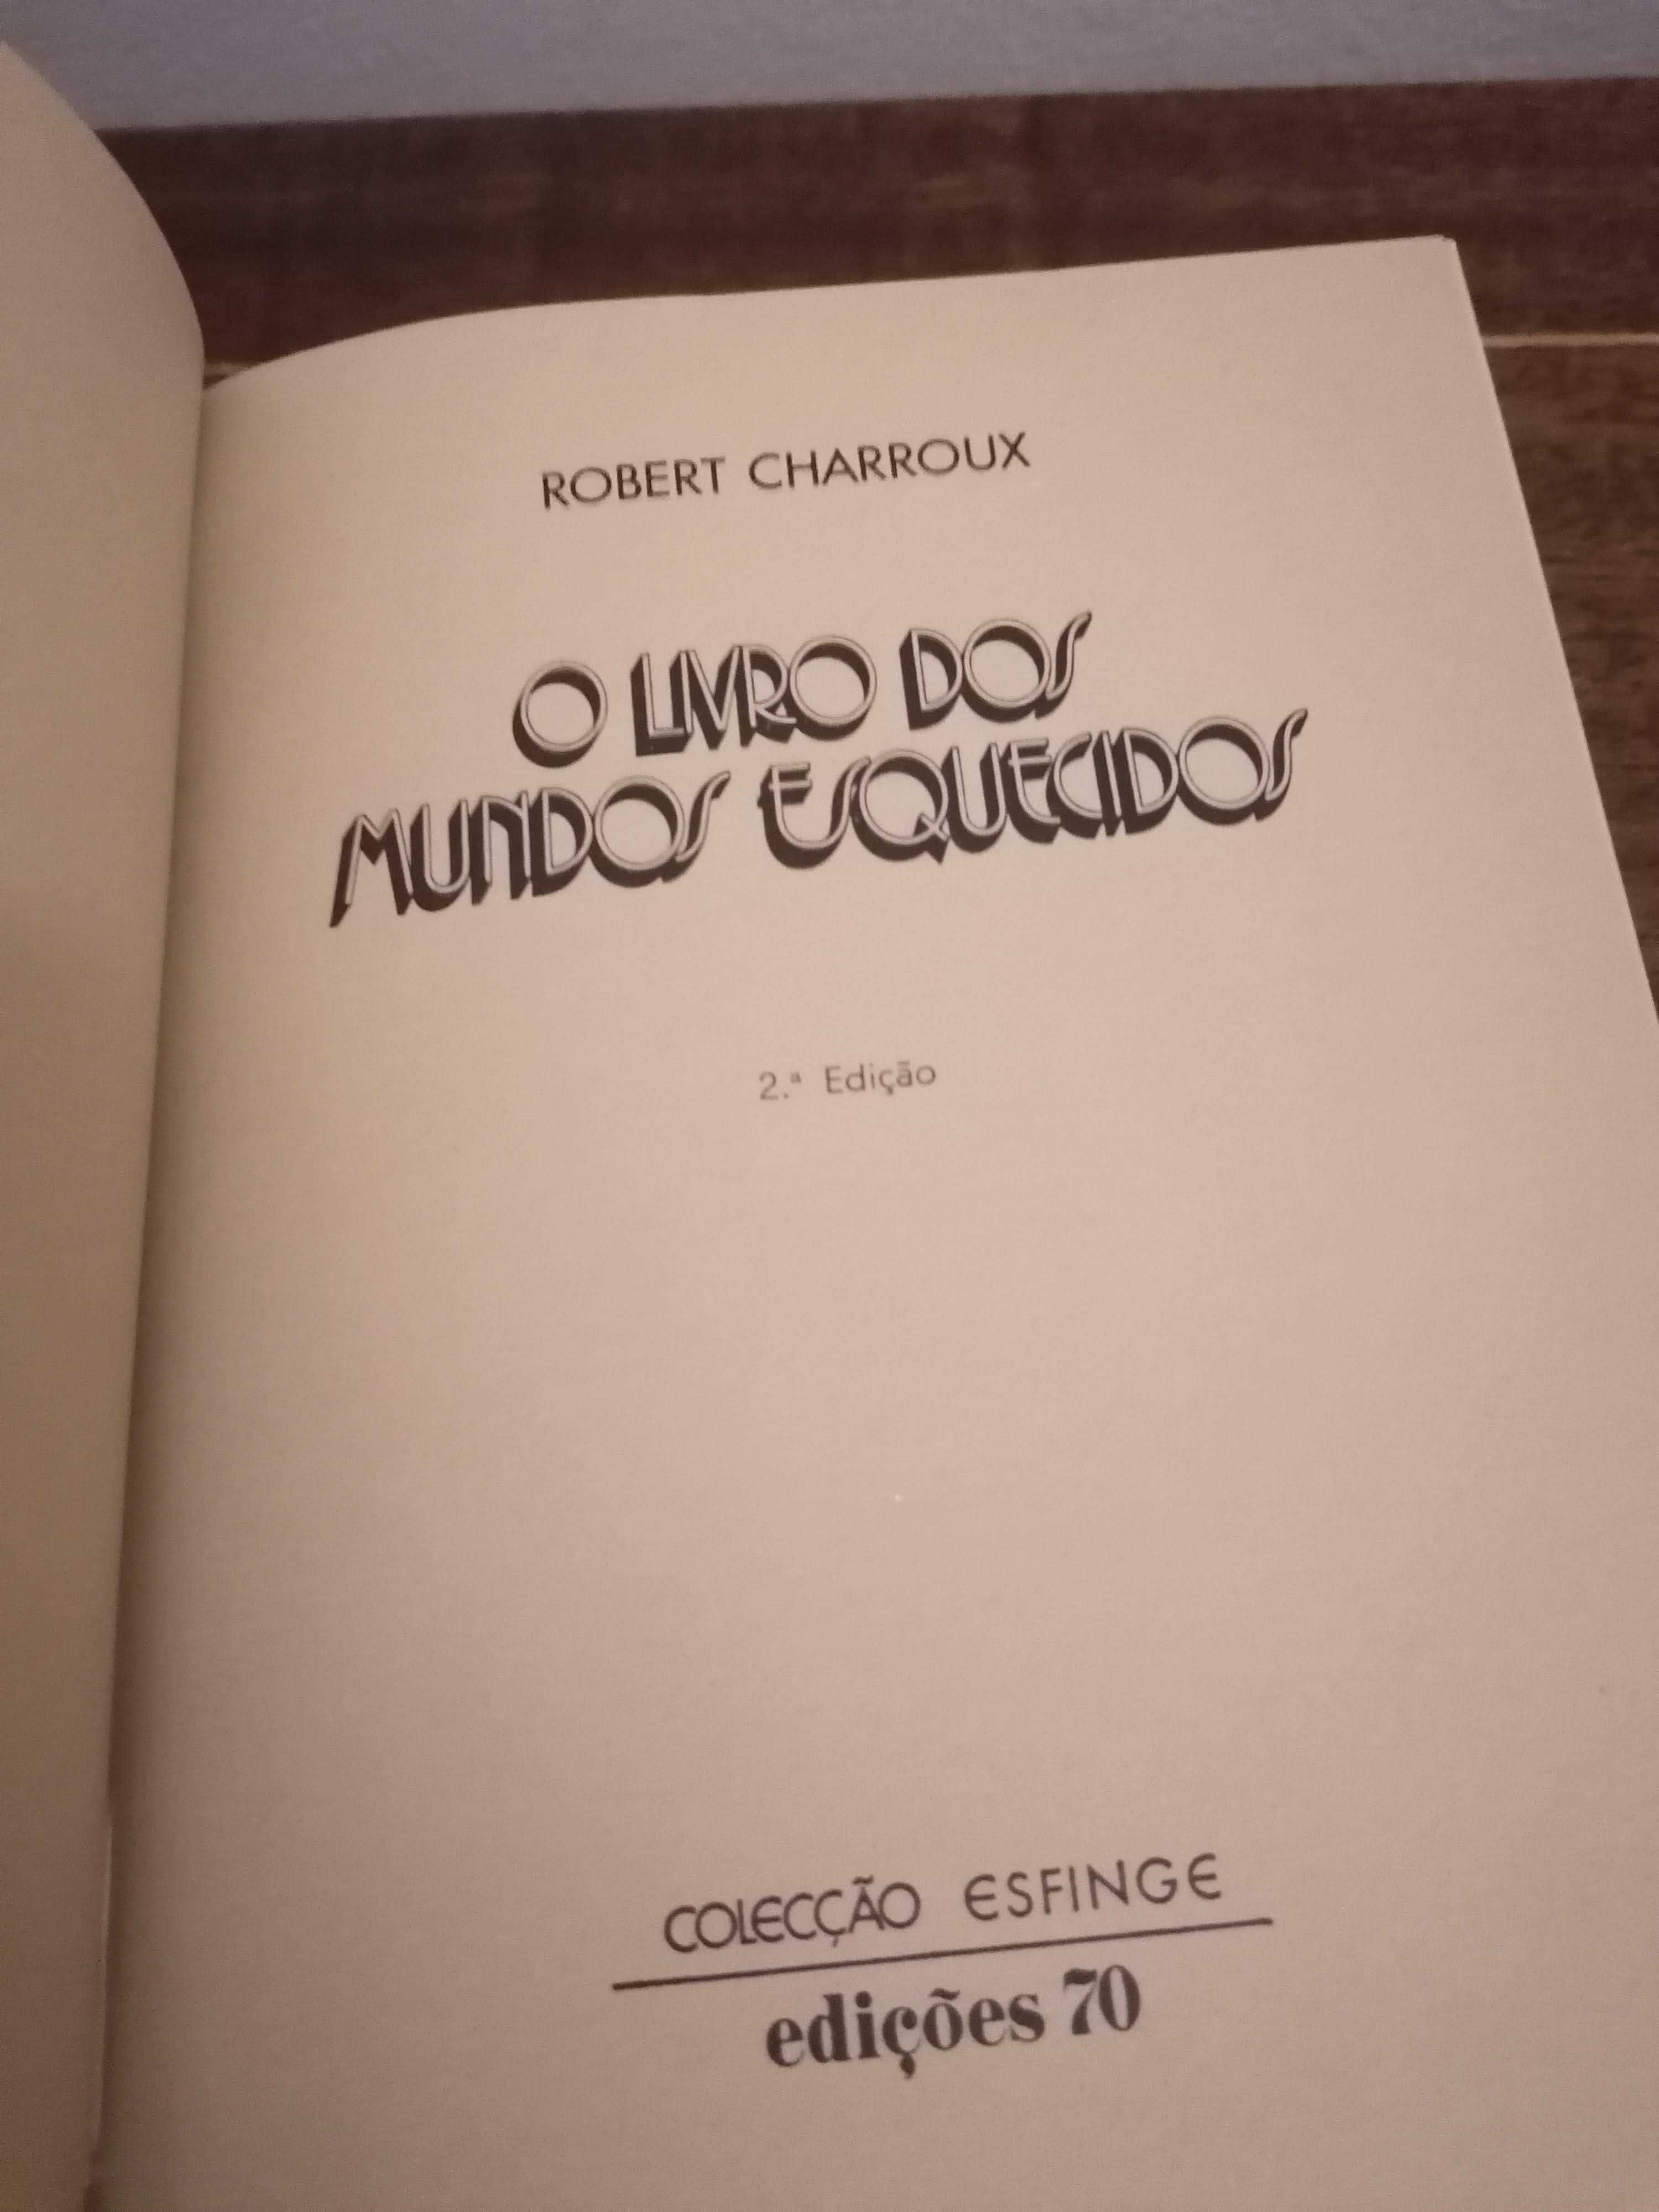 ROBERT CHARROUX
O LIVRO DOS
MUNDOS ESQUECIDOS
2.ª Edição
COLECÇÃO ESFINGE
edições 70